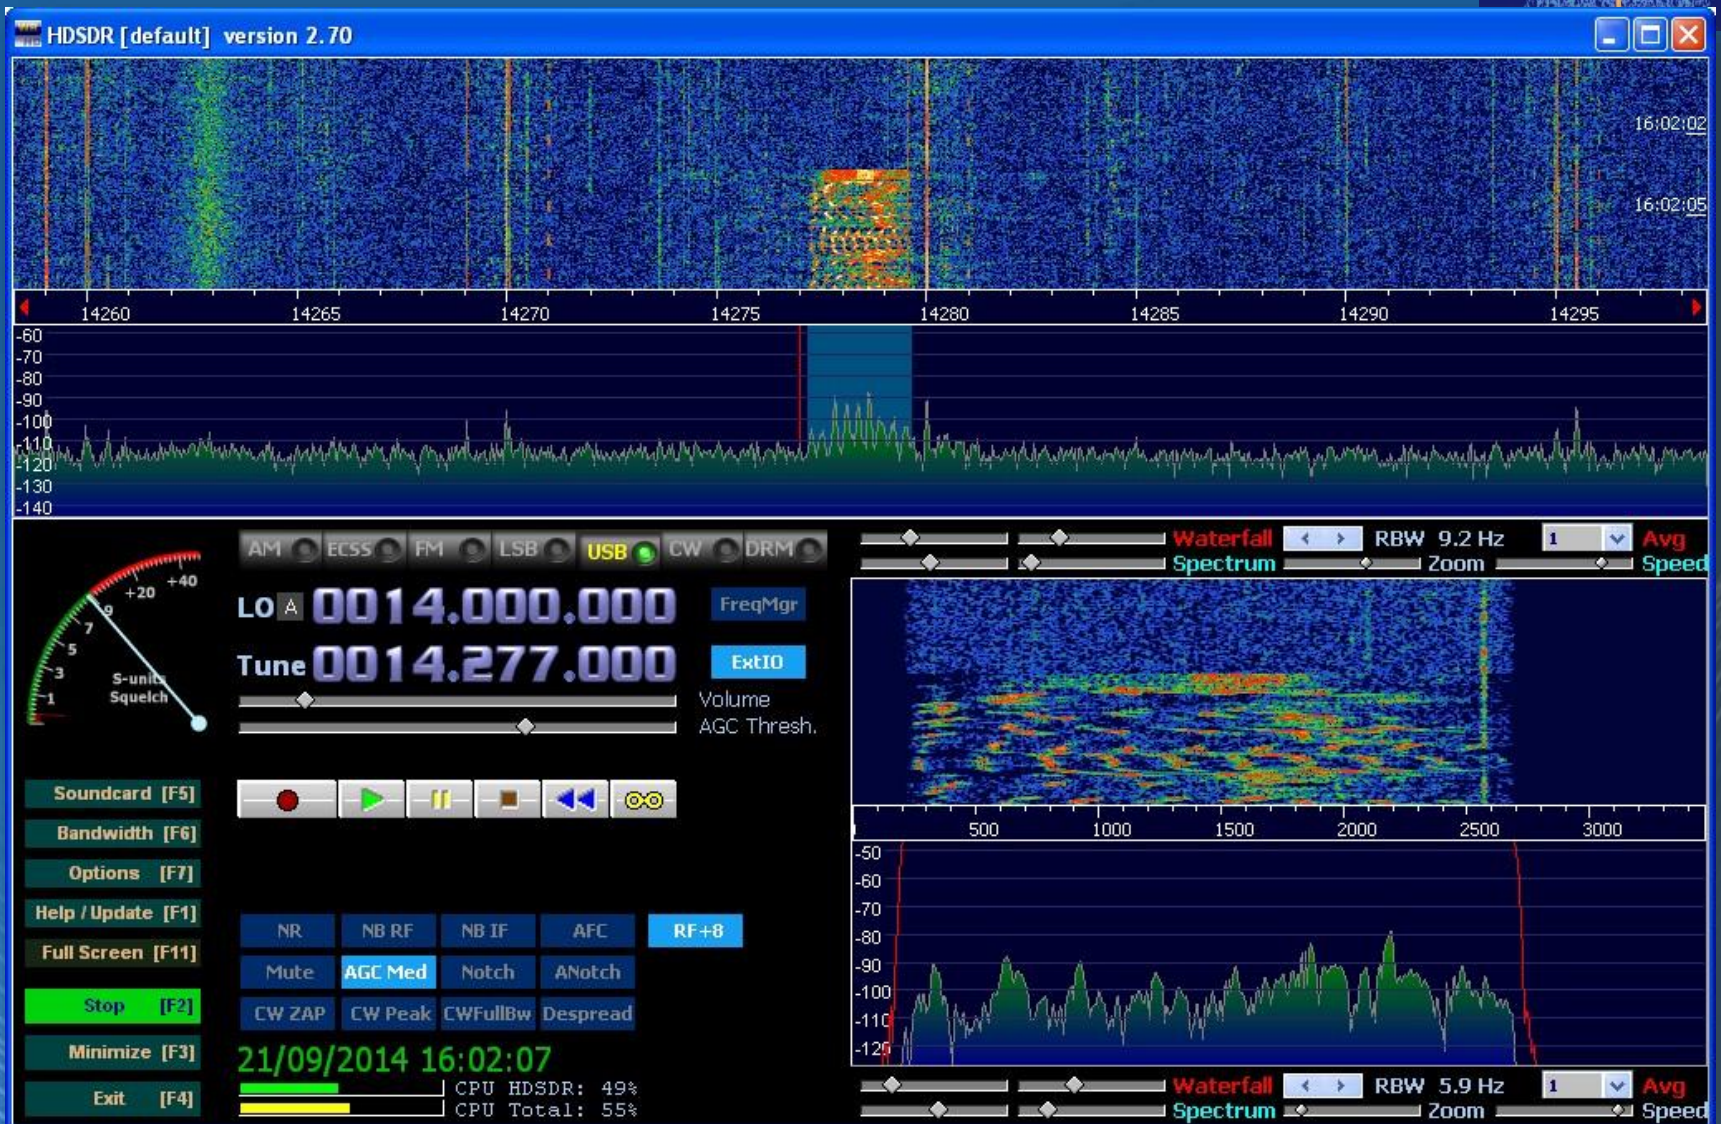 HDSDR [default] version 2.70
16:02:02
16:02:05
14260 14265 14270 14275 14280 14285 14290 14295
-60
-70
-80
-90
-100
-110
-120
-130
-140
AM ECSS FM LSB USB CW DRM
LO A 0014.000.000 FreqMgr
Tune 0014.277.000 ExtIO
Volume
AGC Thresh.
1 3 5 7 9 +20 +40
S-units
Squelch
Waterfall RBW 9.2 Hz 1 Avg
Spectrum Zoom Speed
Soundcard [F5]
Bandwidth [F6]
Options [F7]
Help / Update [F1]
Full Screen [F11]
Stop [F2]
Minimize [F3]
Exit [F4]
NR NB RF NB IF AFC RF+8
Mute AGC Med Notch ANotch
CW ZAP CW Peak CWFullBw Despread
21/09/2014 16:02:07
CPU HDSDR: 49%
CPU Total: 55%
500 1000 1500 2000 2500 3000
-50
-60
-70
-80
-90
-100
-110
-120
Waterfall RBW 5.9 Hz 1 Avg
Spectrum Zoom Speed